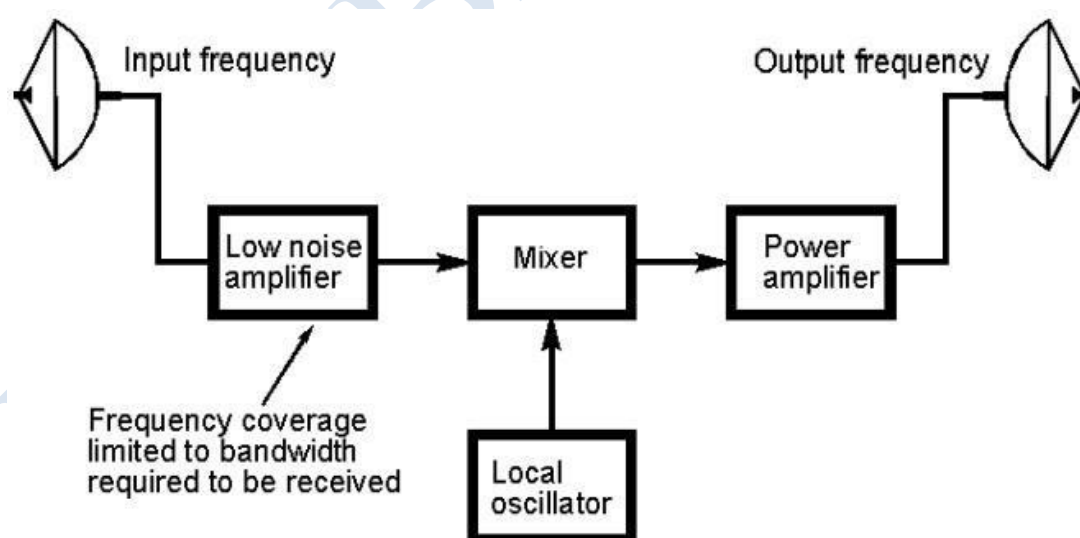 Input frequency
Output frequency
Low noise
amplifier
Mixer
Power
amplifier
Frequency coverage
limited to bandwidth
required to be received
Local
oscillator